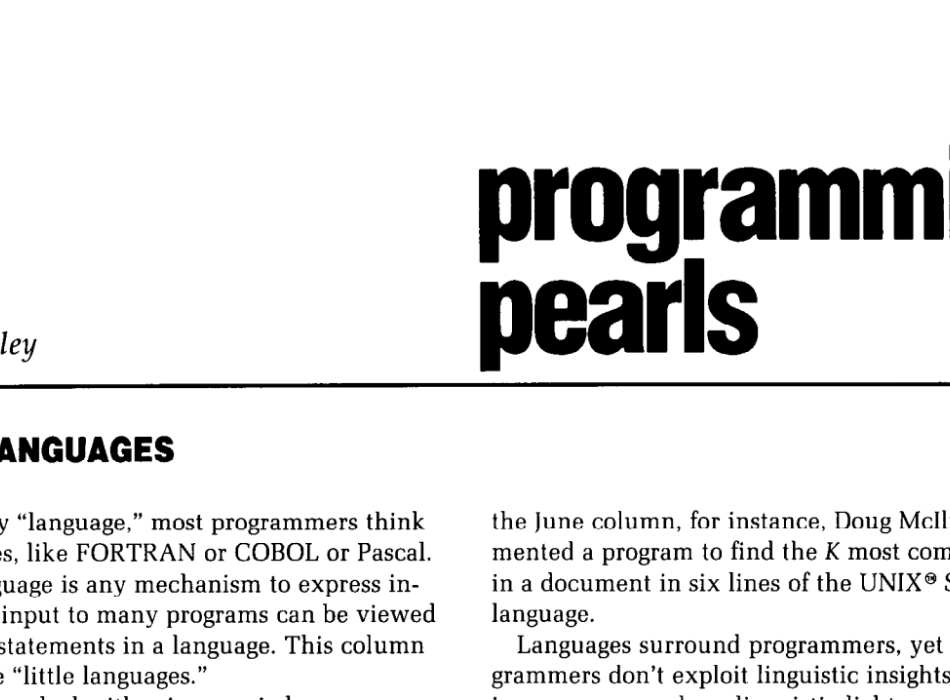 programmi
pearls
ley
ANGUAGES
y “language,” most programmers think
es, like FORTRAN or COBOL or Pascal.
guage is any mechanism to express in-
input to many programs can be viewed
statements in a language. This column
e “little languages.”
the June column, for instance, Doug McIl
mented a program to find the K most com
in a document in six lines of the UNIX® S
language.
Languages surround programmers, yet
grammers don't exploit linguistic insights